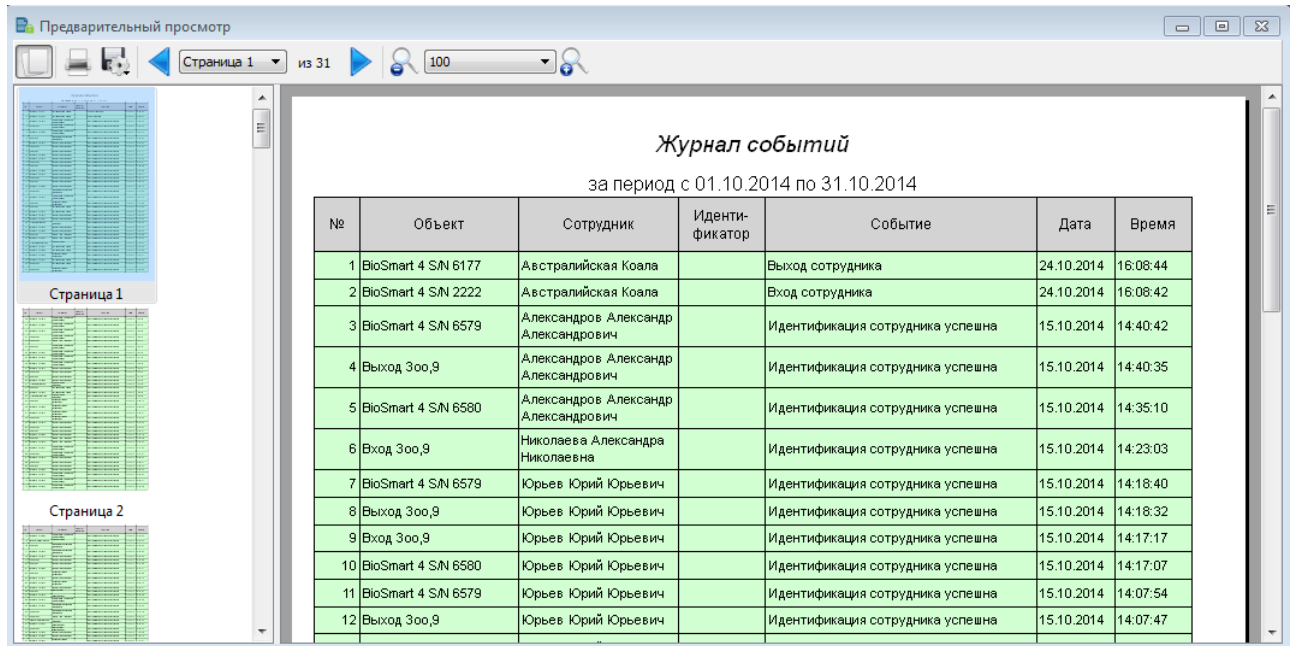 Предварительный просмотр
Страница 1 из 31 100
Журнал событий
за период с 01.10.2014 по 31.10.2014
№ Объект Сотрудник Иденти-фикатор Событие Дата Время
1 BioSmart 4 S/N 6177 Австралийская Коала Выход сотрудника 24.10.2014 16:08:44
2 BioSmart 4 S/N 2222 Австралийская Коала Вход сотрудника 24.10.2014 16:08:42
3 BioSmart 4 S/N 6579 Александров Александр Александрович Идентификация сотрудника успешна 15.10.2014 14:40:42
4 Выход Зоо,9 Александров Александр Александрович Идентификация сотрудника успешна 15.10.2014 14:40:35
5 BioSmart 4 S/N 6580 Александров Александр Александрович Идентификация сотрудника успешна 15.10.2014 14:35:10
6 Вход Зоо,9 Николаева Александра Николаевна Идентификация сотрудника успешна 15.10.2014 14:23:03
7 BioSmart 4 S/N 6579 Юрьев Юрий Юрьевич Идентификация сотрудника успешна 15.10.2014 14:18:40
8 Выход Зоо,9 Юрьев Юрий Юрьевич Идентификация сотрудника успешна 15.10.2014 14:18:32
9 Вход Зоо,9 Юрьев Юрий Юрьевич Идентификация сотрудника успешна 15.10.2014 14:17:17
10 BioSmart 4 S/N 6580 Юрьев Юрий Юрьевич Идентификация сотрудника успешна 15.10.2014 14:17:07
11 BioSmart 4 S/N 6579 Юрьев Юрий Юрьевич Идентификация сотрудника успешна 15.10.2014 14:07:54
12 Выход Зоо,9 Юрьев Юрий Юрьевич Идентификация сотрудника успешна 15.10.2014 14:07:47
Страница 1
Страница 2